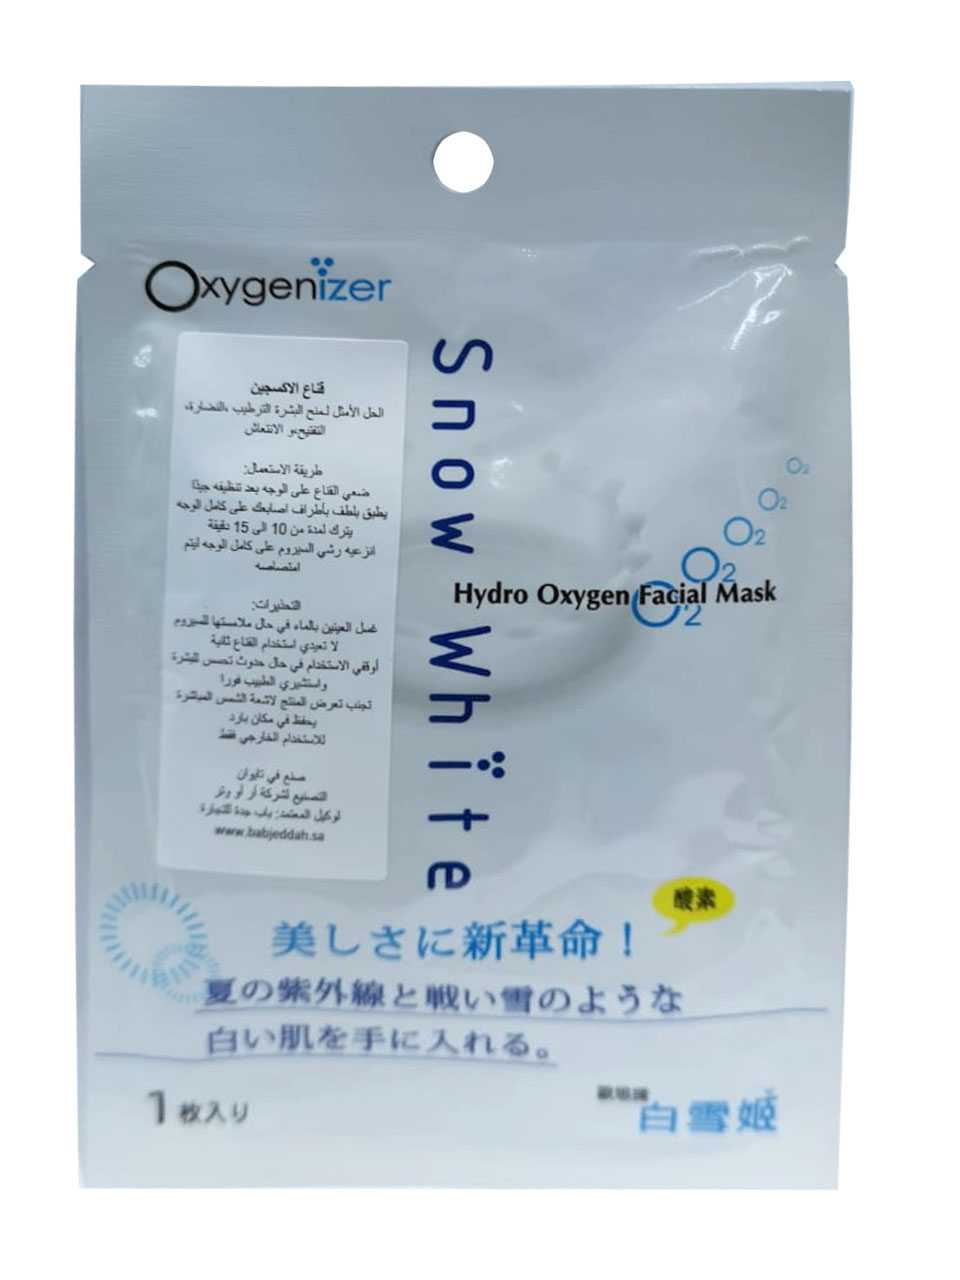 Oxygenizer
Snow White
قناع الاكسجين
الحل الأمثل لمنح البشرة الترطيب ،النضارة،
التفتيح،و الانتعاش
طريقة الاستعمال:
ضعي القناع على الوجه بعد تنظيفه جيدًا
يطبق بلطف بأطراف اصابعك على كامل الوجه
يترك لمدة من 10 الى 15 دقيقة
انزعيه رشي السيروم على كامل الوجه ليتم
امتصاصه
التحذيرات:
غسل العينين بالماء في حال ملامستها للسيروم
لا تعيدي استخدام القناع ثانية
أوقفي الاستخدام في حال حدوث تحسس للبشرة
واستشيري الطبيب فورا
تجنب تعرض المنتج لاشعة الشمس المباشرة
يحفظ في مكان بارد
للاستخدام الخارجي فقط
صنع في تايوان
التصنيع لشركة أر أو وتر
لوكيل المعتمد: باب جدة للتجارة
www.babjeddah.sa
O2
O2
O2
O2
O2
Hydro Oxygen Facial Mask
酸素
美しさに新革命！
夏の紫外線と戦い雪のような
白い肌を手に入れる。
1枚入り
白雪姬